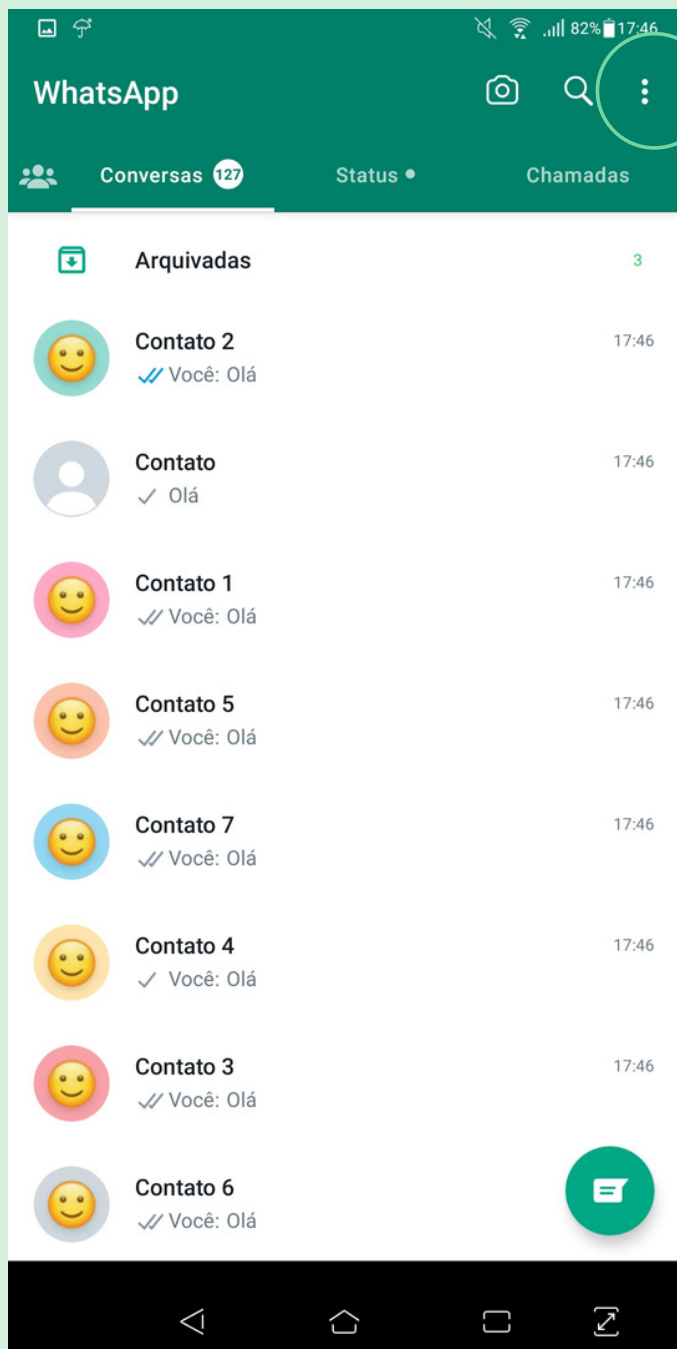 82% 17:46
WhatsApp
Conversas 127 Status Chamadas
Arquivadas 3
Contato 2 17:46
Você: Olá
Contato 17:46
Olá
Contato 1 17:46
Você: Olá
Contato 5 17:46
Você: Olá
Contato 7 17:46
Você: Olá
Contato 4 17:46
Você: Olá
Contato 3 17:46
Você: Olá
Contato 6
Você: Olá